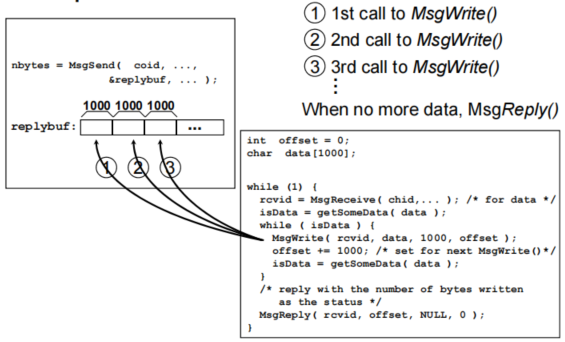 ① 1st call to MsgWrite()
② 2nd call to MsgWrite()
③ 3rd call to MsgWrite()
⋮
When no more data, MsgReply()
nbytes = MsgSend( coid, ...,
&replybuf, ... );
1000 1000 1000
replybuf: ...
① ② ③
int offset = 0;
char data[1000];
while (1) {
rcvid = MsgReceive( chid,... ); /* for data */
isData = getSomeData( data );
while ( isData ) {
MsgWrite( rcvid, data, 1000, offset );
offset += 1000; /* set for next MsgWrite()*/
isData = getSomeData( data );
}
/* reply with the number of bytes written
as the status */
MsgReply( rcvid, offset, NULL, 0 );
}